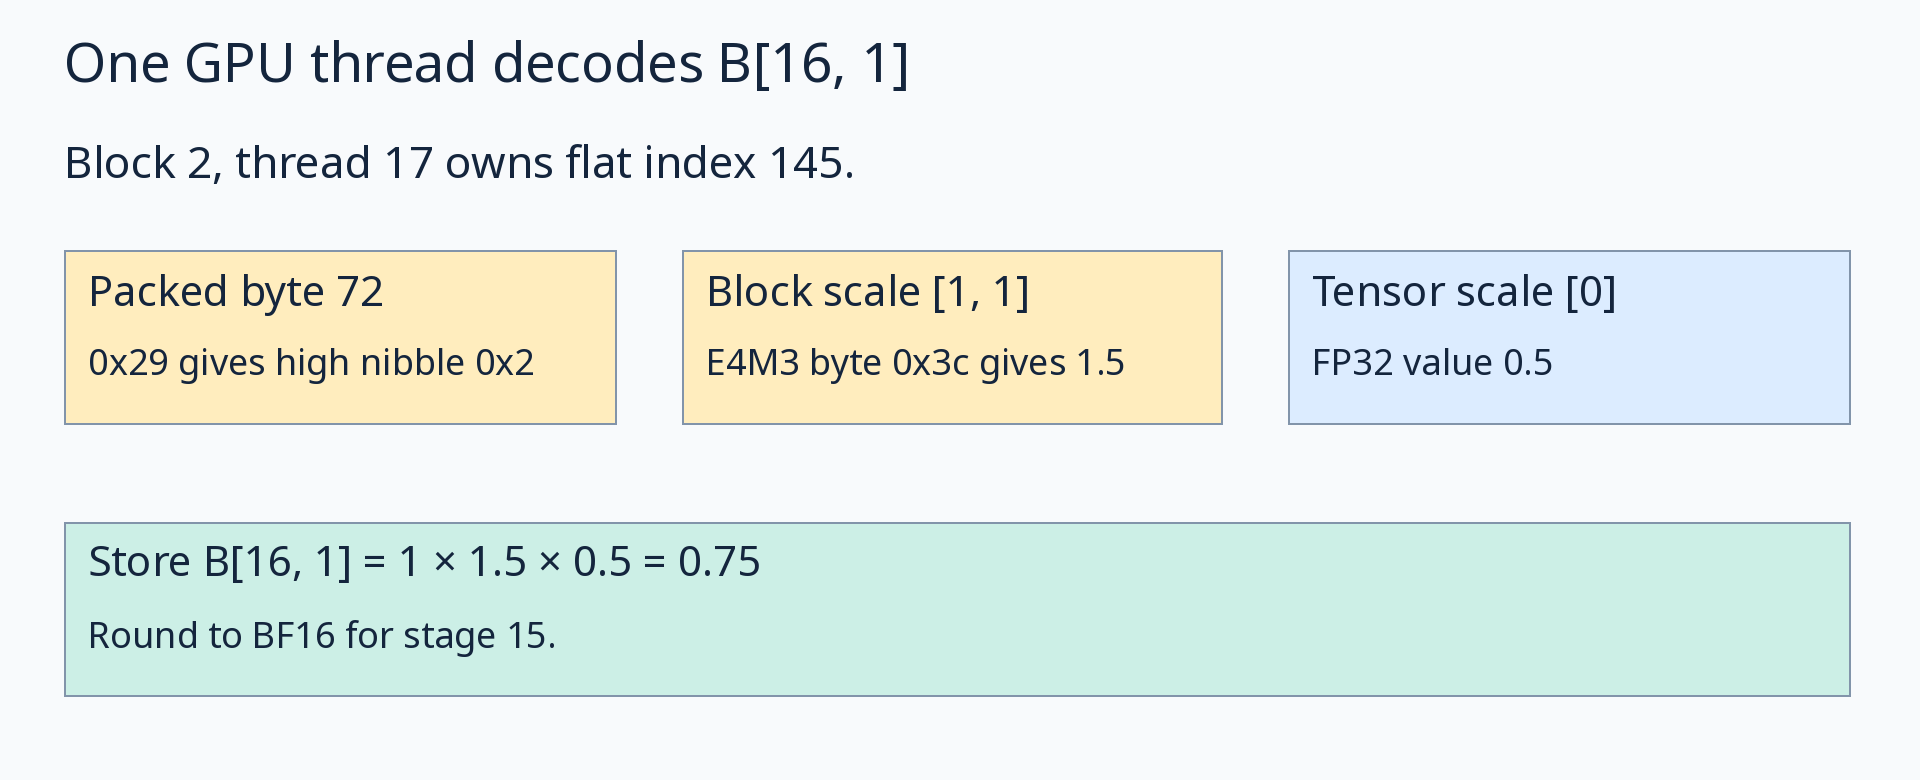 One GPU thread decodes B[16, 1]
Block 2, thread 17 owns flat index 145.
Packed byte 72
0x29 gives high nibble 0x2
Block scale [1, 1]
E4M3 byte 0x3c gives 1.5
Tensor scale [0]
FP32 value 0.5
Store B[16, 1] = 1 × 1.5 × 0.5 = 0.75
Round to BF16 for stage 15.